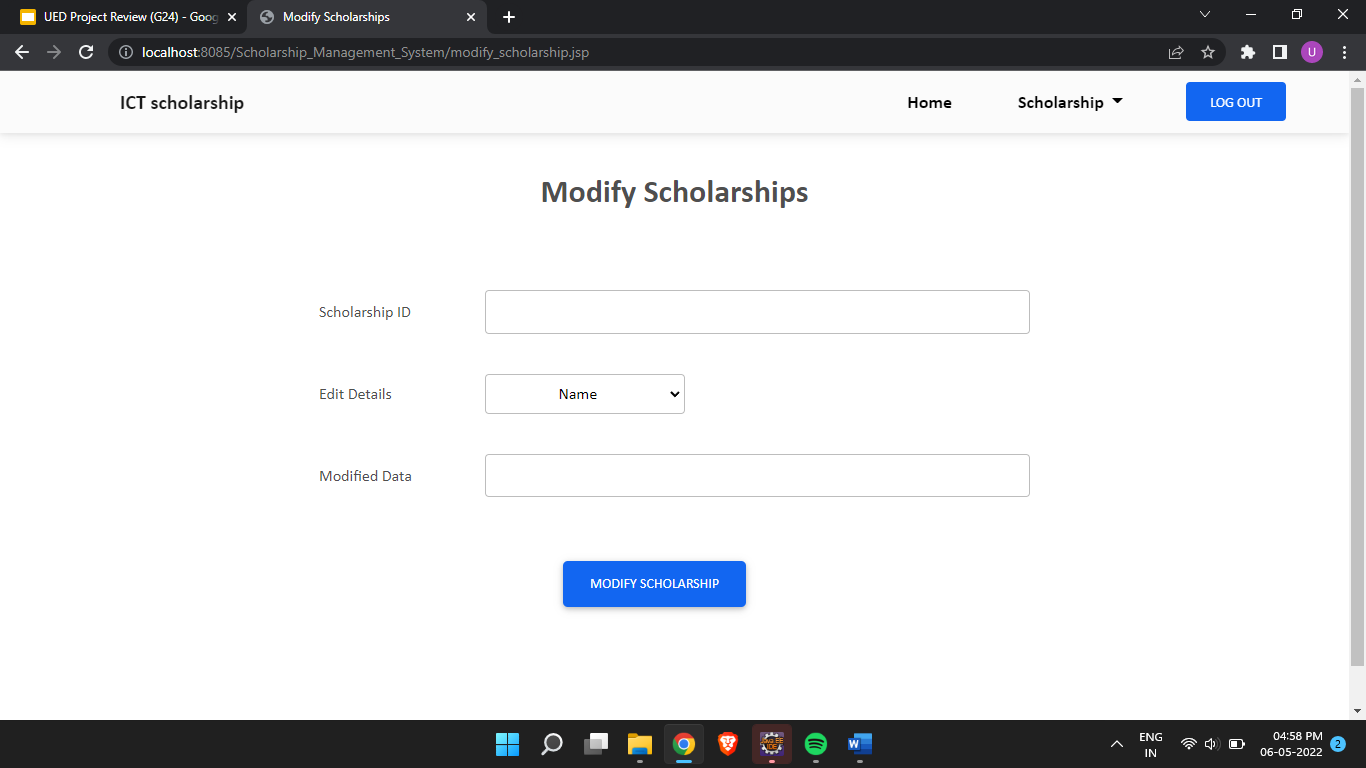 UED Project Review (G24) - Goog
Modify Scholarships
localhost:8085/Scholarship_Management_System/modify_scholarship.jsp
U
ICT scholarship
Home
Scholarship
LOG OUT
Modify Scholarships
Scholarship ID
Edit Details
Name
Modified Data
MODIFY SCHOLARSHIP
W
ENG
IN
04:58 PM
06-05-2022
2